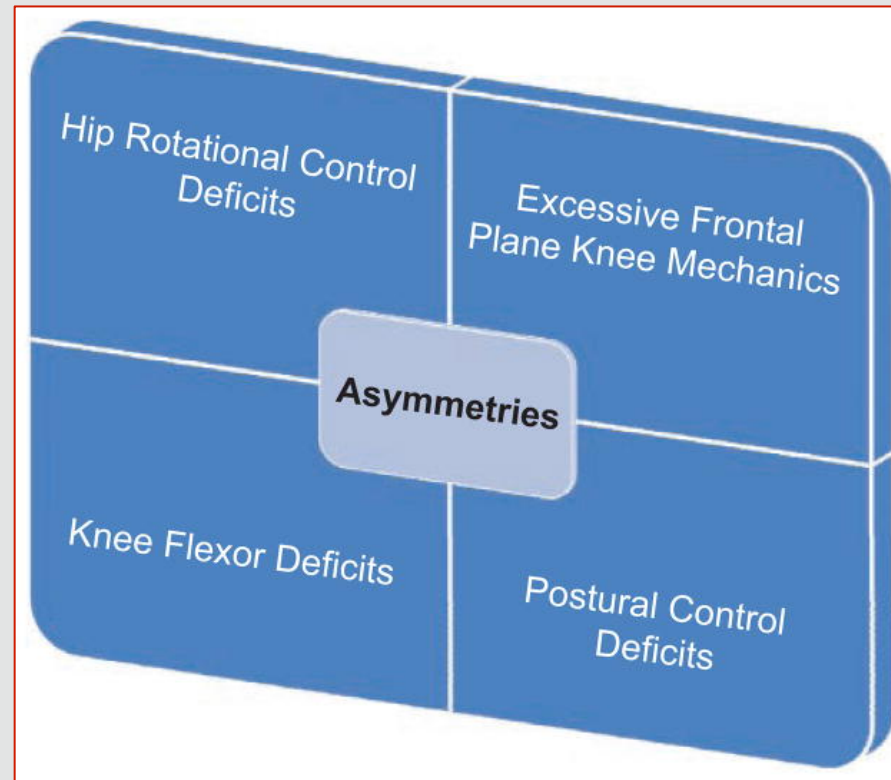 Hip Rotational Control
Deficits
Excessive Frontal
Plane Knee Mechanics
Asymmetries
Knee Flexor Deficits
Postural Control
Deficits